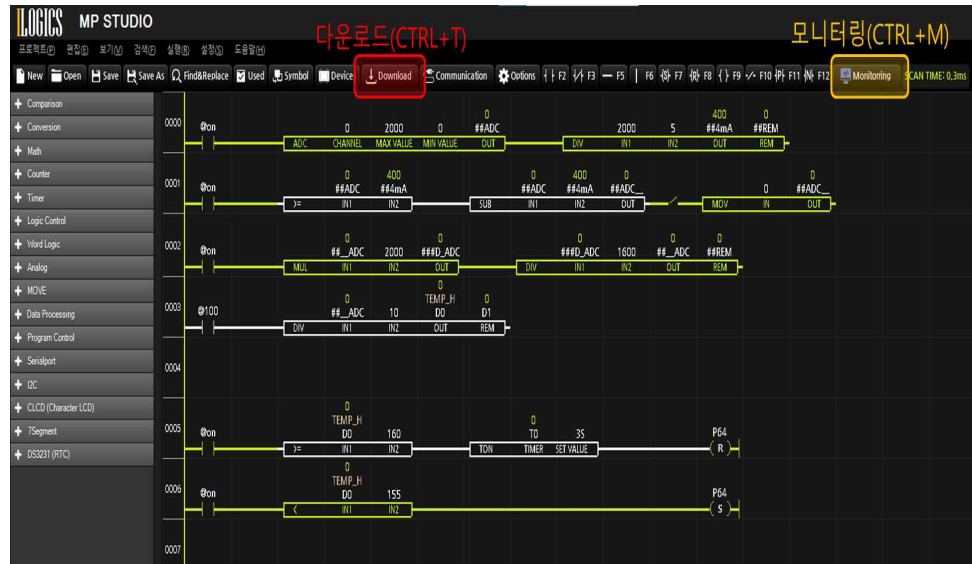 ILOGICS MP STUDIO
다운로드(CTRL+T)
모니터링(CTRL+M)
프로젝트(P) 편집(E) 보기(V) 검색(F) 실행(R) 설정(S) 도움말(H)
New Open Save Save As Find&Replace Used Symbol Device Download Communication Options F2 F3 F5 F6 (S) F7 (R) F8 { } F9 F10 (P) F11 (N) F12 Monitoring SCAN TIME: 0,3ms
+ Comparison
+ Conversion
+ Math
+ Counter
+ Timer
+ Logic Control
+ Word Logic
+ Analog
+ MOVE
+ Data Processing
+ Program Control
+ Serialport
+ I2C
+ CLCD (Character LCD)
+ 7Segment
+ DS3231 (RTC)
0 400 0
0000 @on 0 2000 0 ##ADC 2000 5 ##4mA ##REM
ADC CHANNEL MAX VALUE MIN VALUE OUT DIV IN1 IN2 OUT REM
0 400 0 400 0 0
0001 @on ##ADC ##4mA ##ADC ##4mA ##ADC__ 0 ##ADC__
>= IN1 IN2 SUB IN1 IN2 OUT MOV IN OUT
0 0 0 0 0
0002 @on ##__ADC 2000 ###D_ADC ###D_ADC 1600 ##__ADC ##REM
MUL IN1 IN2 OUT DIV IN1 IN2 OUT REM
0
0 TEMP_H 0
0003 @100 ##__ADC 10 D0 D1
DIV IN1 IN2 OUT REM
0004
0
TEMP_H 0
0005 @on D0 160 T0 3S P64
>= IN1 IN2 TON TIMER SET VALUE R
0
TEMP_H
0006 @on D0 155 P64
< IN1 IN2 S
0007